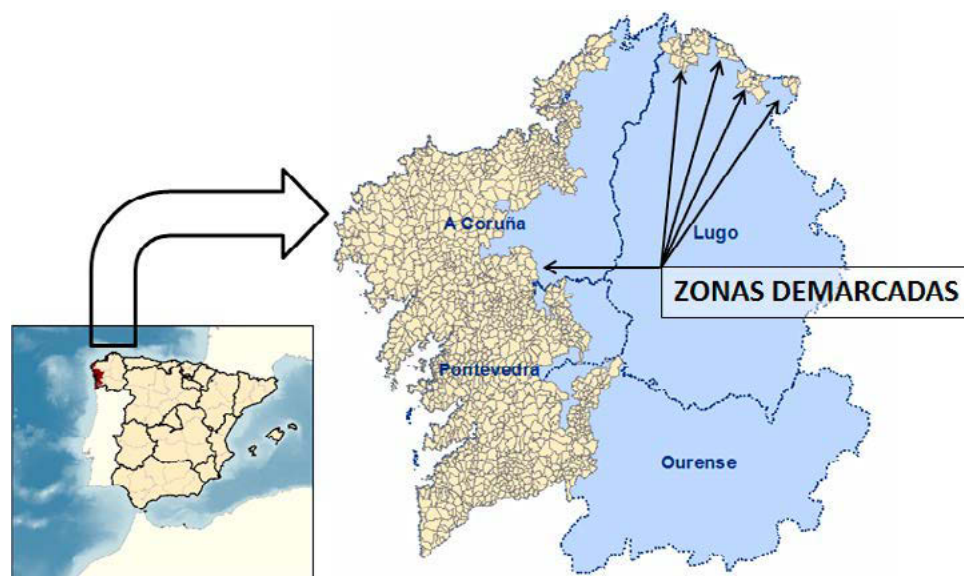 A Coruña
Lugo
ZONAS DEMARCADAS
Pontevedra
Ourense